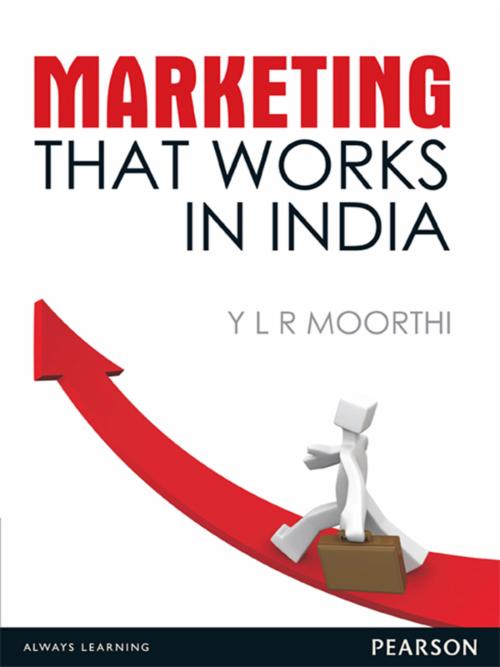 MARKETING
THAT WORKS
IN INDIA
Y L R MOORTHI
ALWAYS LEARNING
PEARSON